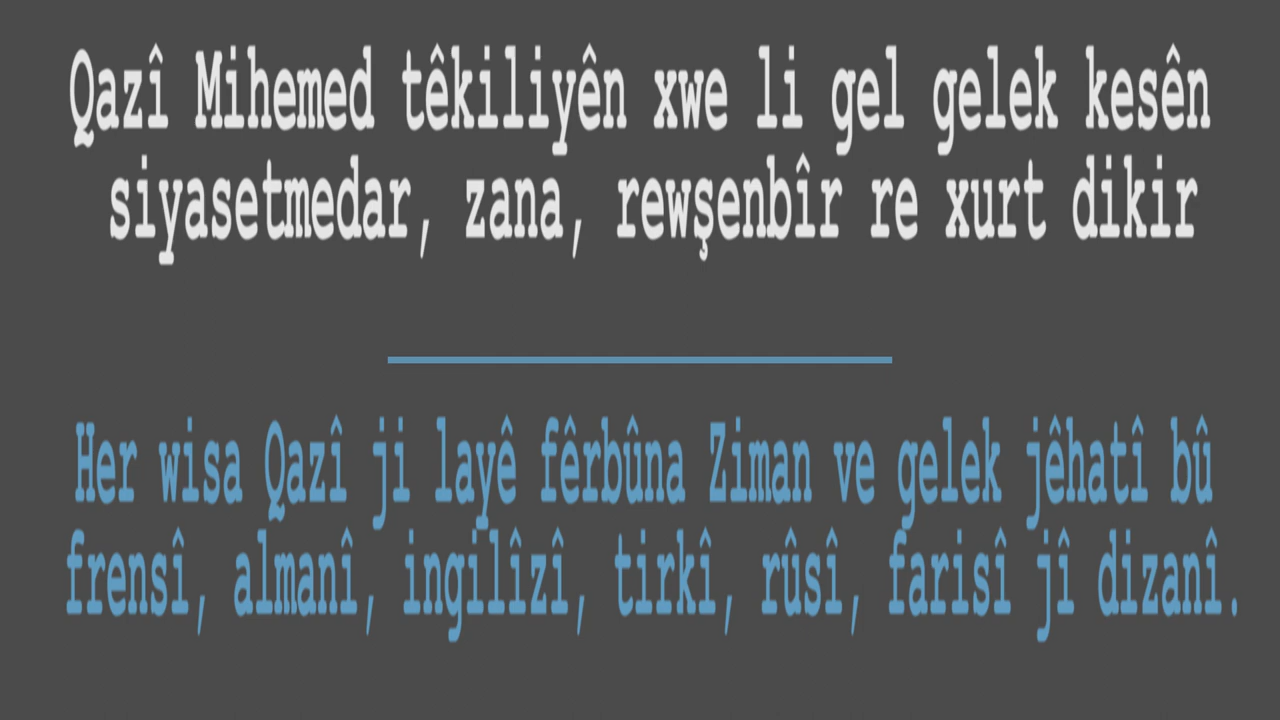 Qazî Mihemed têkiliyên xwe li gel gelek kesên
siyasetmedar, zana, rewşenbîr re xurt dikir
Her wisa Qazî ji layê fêrbûna Ziman ve gelek jêhatî bû
frensî, almanî, ingilîzî, tirkî, rûsî, farisî jî dizanî.